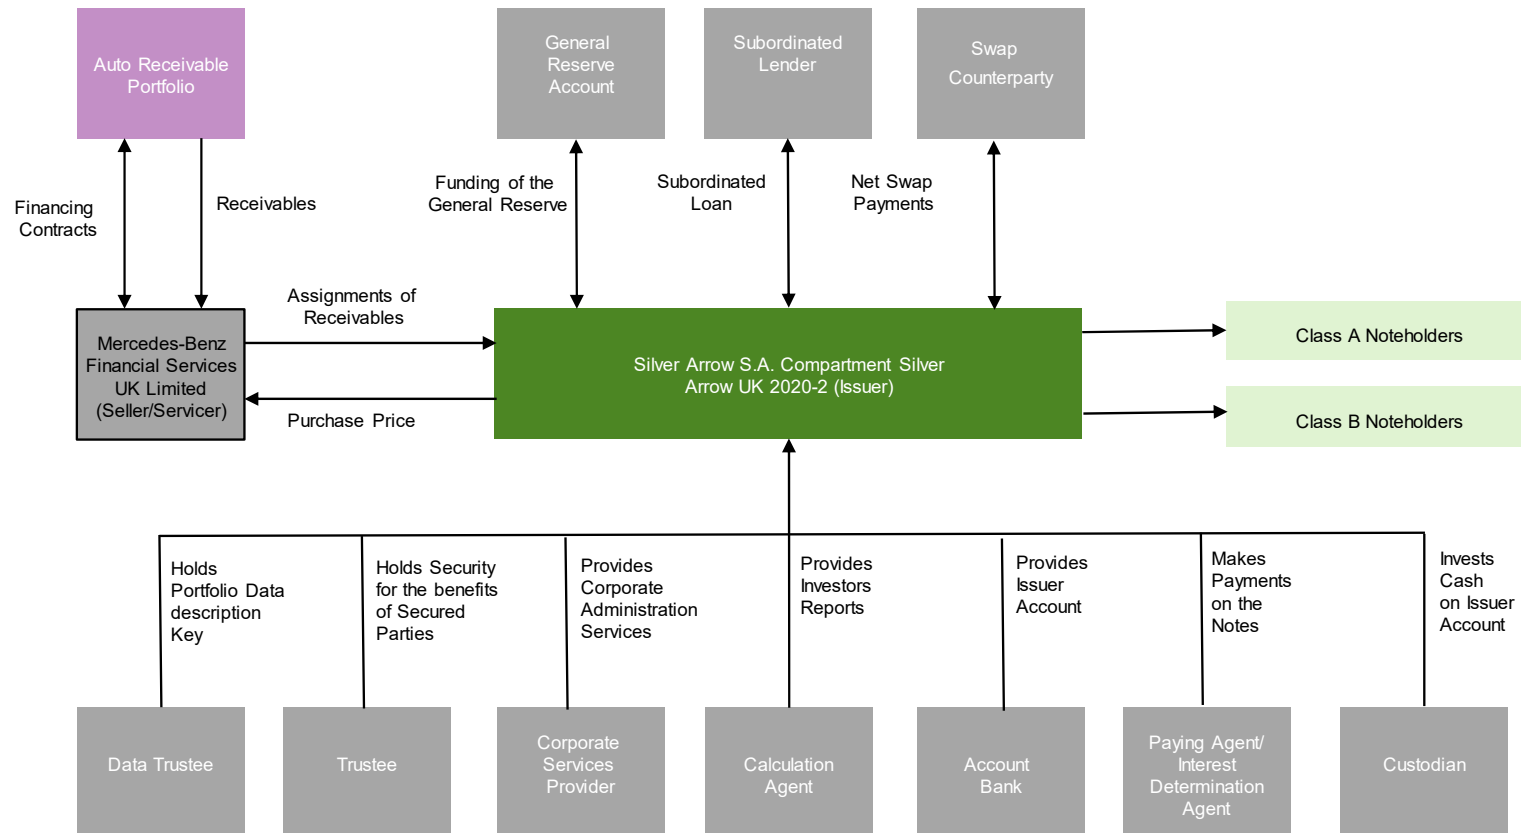 Auto Receivable
Portfolio
General
Reserve
Account
Subordinated
Lender
Swap
Counterparty
Financing
Contracts
Receivables
Funding of the
General Reserve
Subordinated
Loan
Net Swap
Payments
Assignments of
Receivables
Purchase Price
Mercedes-Benz
Financial Services
UK Limited
(Seller/Servicer)
Silver Arrow S.A. Compartment Silver
Arrow UK 2020-2 (Issuer)
Class A Noteholders
Class B Noteholders
Holds
Portfolio Data
description
Key
Holds Security
for the benefits
of Secured
Parties
Provides
Corporate
Administration
Services
Provides
Investors
Reports
Provides
Issuer
Account
Makes
Payments
on the
Notes
Invests
Cash
on Issuer
Account
Data Trustee
Trustee
Corporate
Services
Provider
Calculation
Agent
Account
Bank
Paying Agent/
Interest
Determination
Agent
Custodian